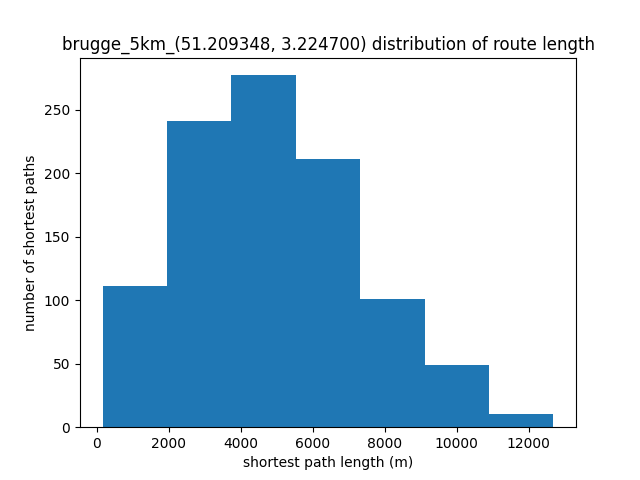 brugge_5km_(51.209348, 3.224700) distribution of route length
number of shortest paths
250
200
150
100
50
0
0 2000 4000 6000 8000 10000 12000
shortest path length (m)